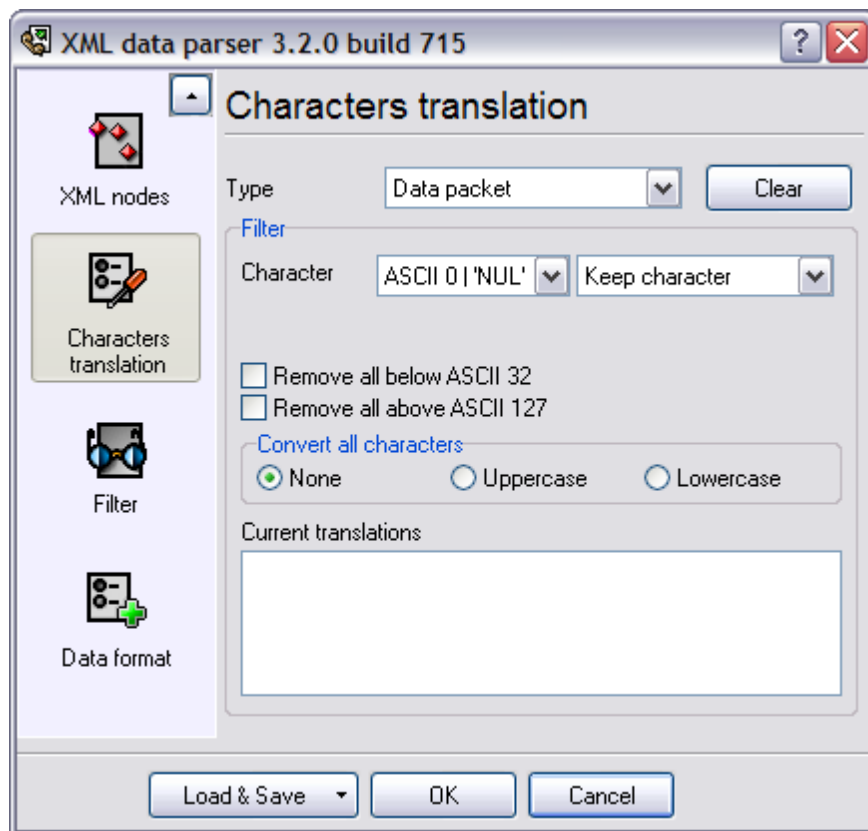 XML data parser 3.2.0 build 715
?
XML nodes
Characters
translation
Filter
Data format
Characters translation
Type Data packet Clear
Filter
Character ASCII 0 | 'NUL' Keep character
Remove all below ASCII 32
Remove all above ASCII 127
Convert all characters
None Uppercase Lowercase
Current translations
Load & Save OK Cancel